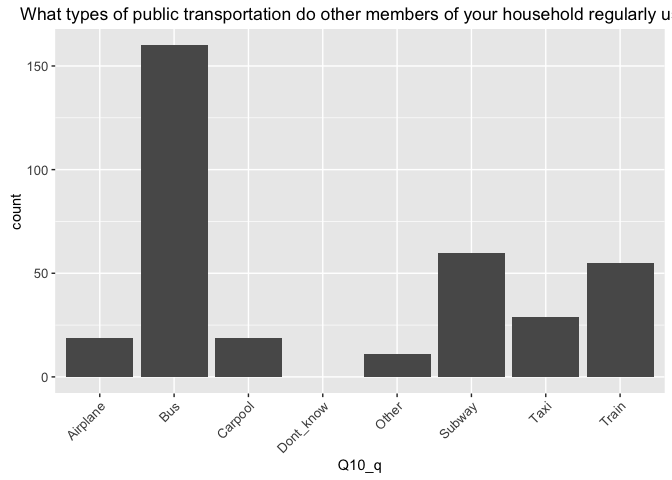 What types of public transportation do other members of your household regularly u
150
100
50
0
count
Airplane
Bus
Carpool
Dont_know
Other
Subway
Taxi
Train
Q10_q